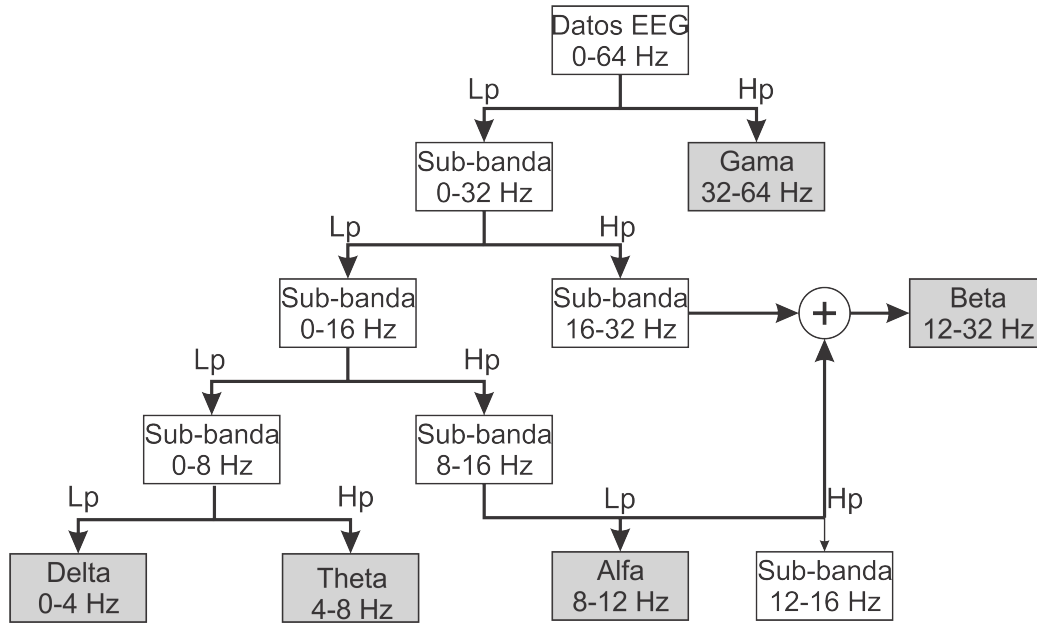 Datos EEG
0-64 Hz
Lp
Hp
Sub-banda
0-32 Hz
Gama
32-64 Hz
Lp
Hp
Sub-banda
0-16 Hz
Sub-banda
16-32 Hz
+
Beta
12-32 Hz
Lp
Hp
Sub-banda
0-8 Hz
Sub-banda
8-16 Hz
Lp
Hp
Lp
Hp
Delta
0-4 Hz
Theta
4-8 Hz
Alfa
8-12 Hz
Sub-banda
12-16 Hz